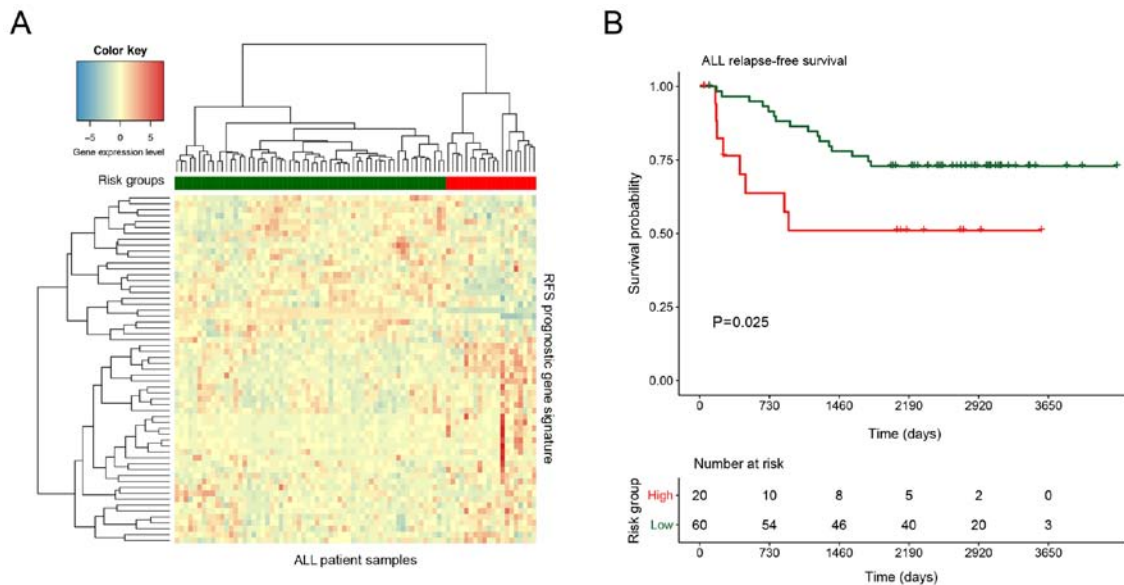 A
Color key
-5 0 5
Gene expression level
Risk groups
RFS prognostic gene signature
ALL patient samples
B
ALL relapse-free survival
Survival probability
1.00
0.75
0.50
0.25
0.00
P=0.025
0 730 1460 2190 2920 3650
Time (days)
Number at risk
Risk group
High 20 10 8 5 2 0
Low 60 54 46 40 20 3
0 730 1460 2190 2920 3650
Time (days)